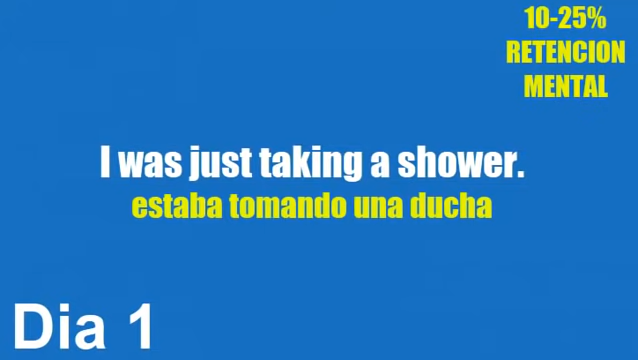 10-25%
RETENCION
MENTAL
I was just taking a shower.
estaba tomando una ducha
Dia 1